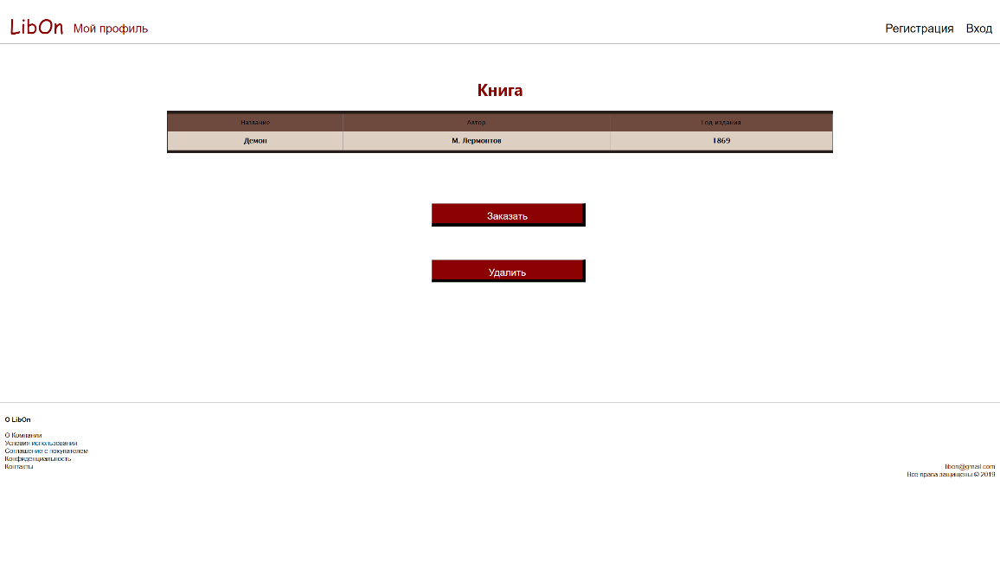 LibOn Мой профиль Регистрация Вход
Книга
Название Автор Год издания
Демон М. Лермонтов 1869
Заказать
Удалить
О LibOn
О Компании
Условия использования
Соглашение с покупателем
Конфиденциальность
Контакты
libon@gmail.com
Все права защищены © 2019